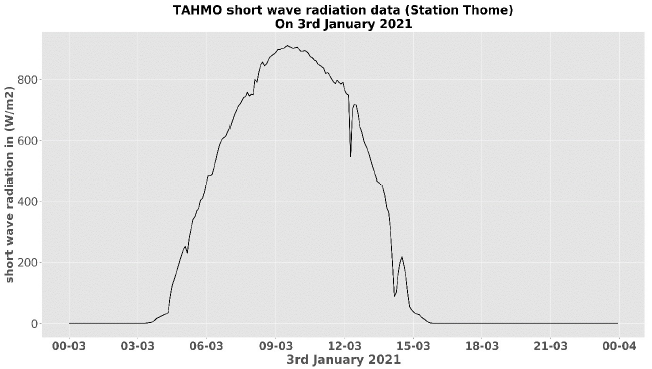 TAHMO short wave radiation data (Station Thome)
On 3rd January 2021
short wave radiation in (W/m2)
800
600
400
200
0
00-03 03-03 06-03 09-03 12-03 15-03 18-03 21-03 00-04
3rd January 2021